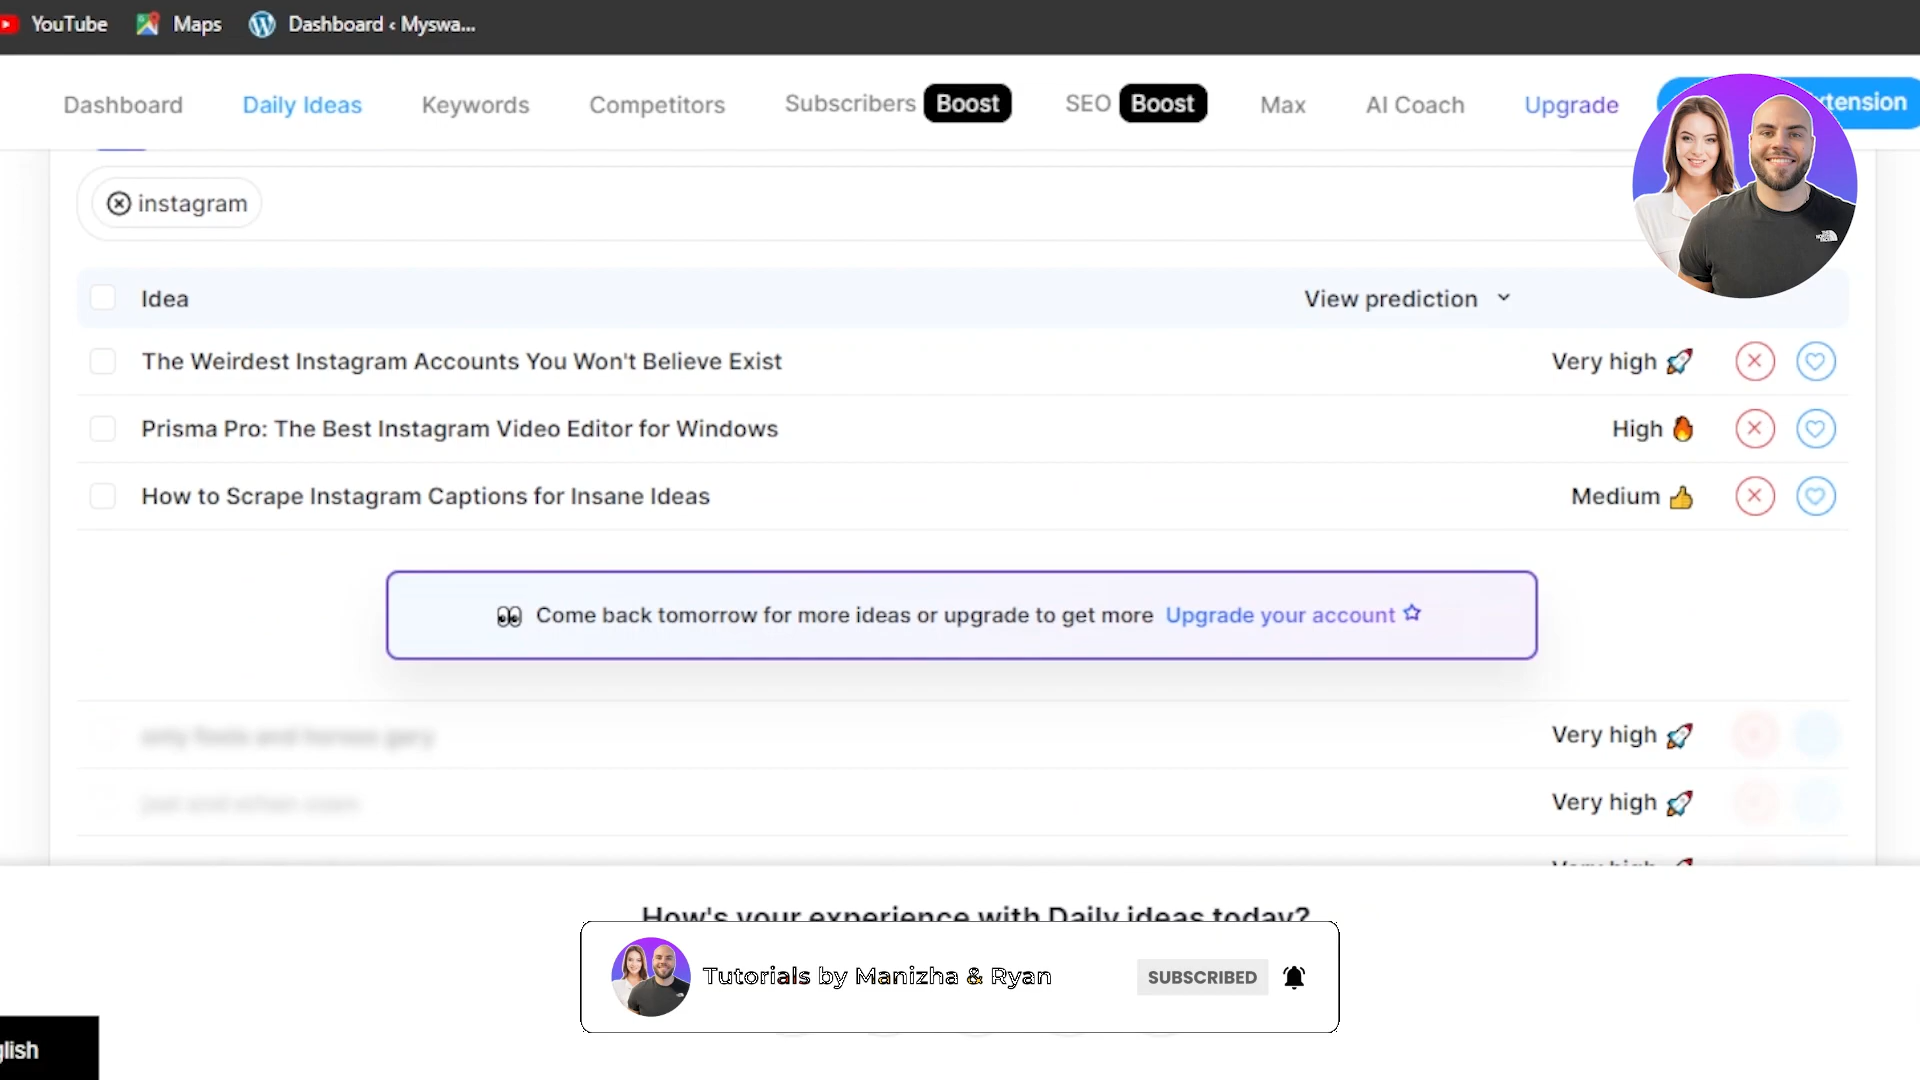 YouTube Maps Dashboard ‹ Myswa...
Dashboard Daily Ideas Keywords Competitors Subscribers Boost SEO Boost Max AI Coach Upgrade xtension
instagram
Idea View prediction
The Weirdest Instagram Accounts You Won't Believe Exist Very high
Prisma Pro: The Best Instagram Video Editor for Windows High
How to Scrape Instagram Captions for Insane Ideas Medium
Come back tomorrow for more ideas or upgrade to get more Upgrade your account
Very high
Very high
Very high
How's your experience with Daily ideas today?
Tutorials by Manizha & Ryan SUBSCRIBED
glish